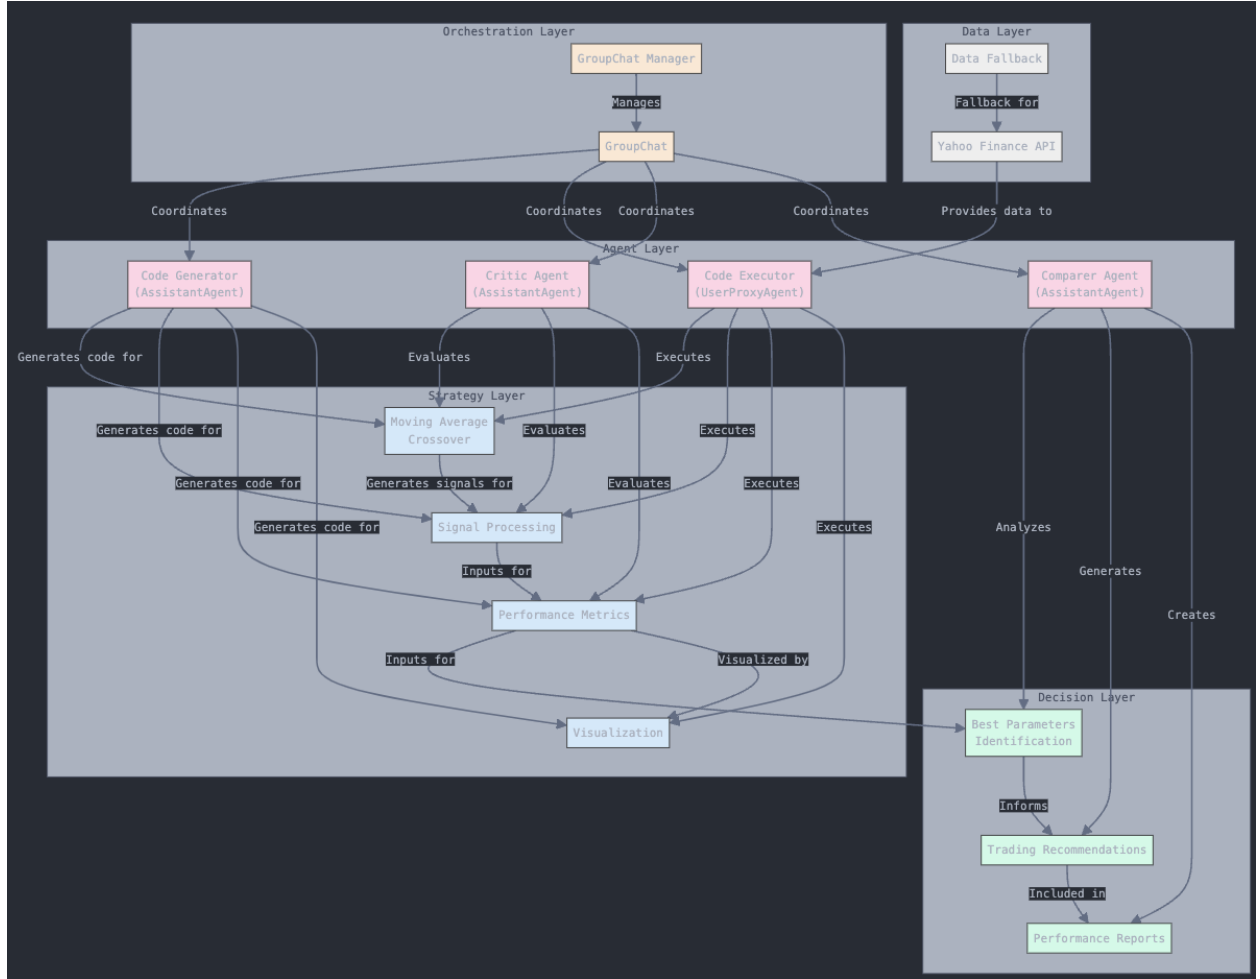 Orchestration Layer
Data Layer
GroupChat Manager
Data Fallback
Manages
Fallback for
GroupChat
Yahoo Finance API
Coordinates
Coordinates
Coordinates
Coordinates
Provides data to
Agent Layer
Code Generator
(AssistantAgent)
Critic Agent
(AssistantAgent)
Code Executor
(UserProxyAgent)
Comparer Agent
(AssistantAgent)
Generates code for
Evaluates
Executes
Strategy Layer
Moving Average
Crossover
Generates code for
Evaluates
Executes
Generates code for
Generates signals for
Evaluates
Executes
Generates code for
Signal Processing
Executes
Analyzes
Inputs for
Generates
Performance Metrics
Creates
Inputs for
Visualized by
Decision Layer
Visualization
Best Parameters
Identification
Informs
Trading Recommendations
Included in
Performance Reports